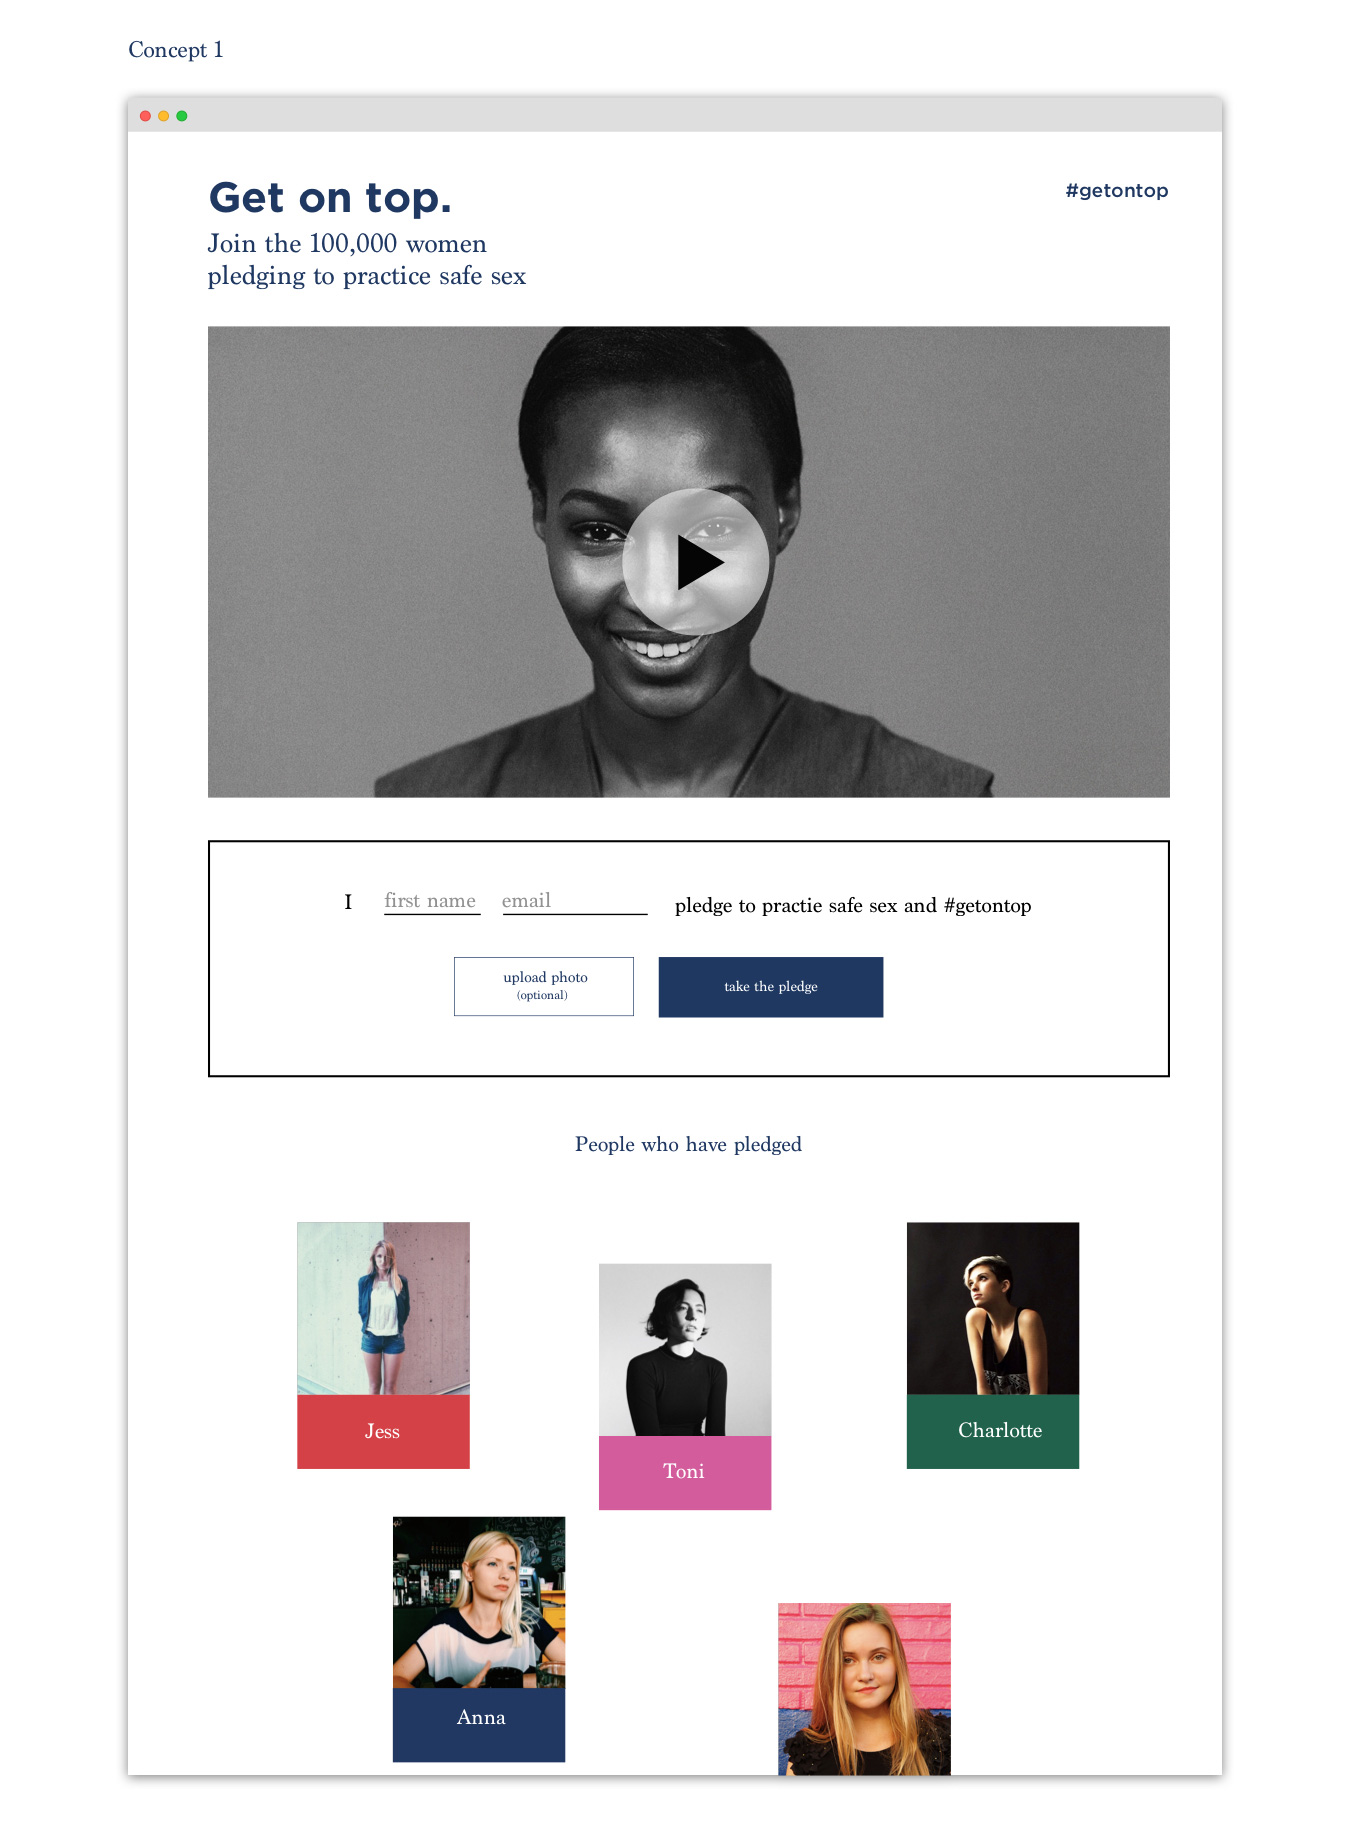 Concept 1
Get on top.
#getontop
Join the 100,000 women
pledging to practice safe sex
I first name email pledge to practie safe sex and #getontop
upload photo
(optional)
take the pledge
People who have pledged
Jess
Toni
Charlotte
Anna